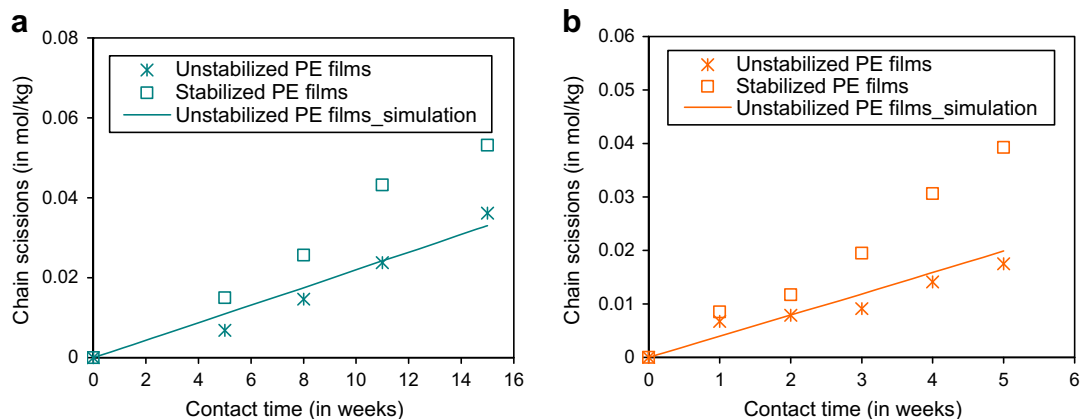 a
0.08
0.06
0.04
0.02
0
Chain scissions (in mol/kg)
Unstabilized PE films
Stabilized PE films
Unstabilized PE films_simulation
0 2 4 6 8 10 12 14 16
Contact time (in weeks)
b
0.06
0.05
0.04
0.03
0.02
0.01
0
Chain scissions (in mol/kg)
Unstabilized PE films
Stabilized PE films
Unstabilized PE films_simulation
0 1 2 3 4 5 6
Contact time (in weeks)